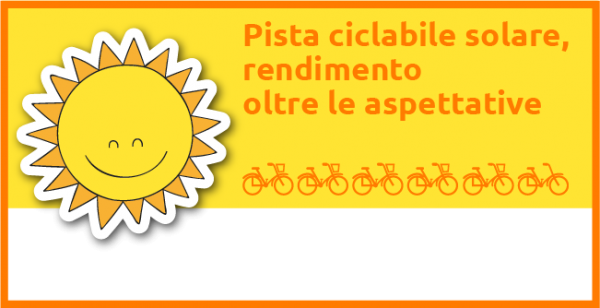 Pista ciclabile solare,
rendimento
oltre le aspettative